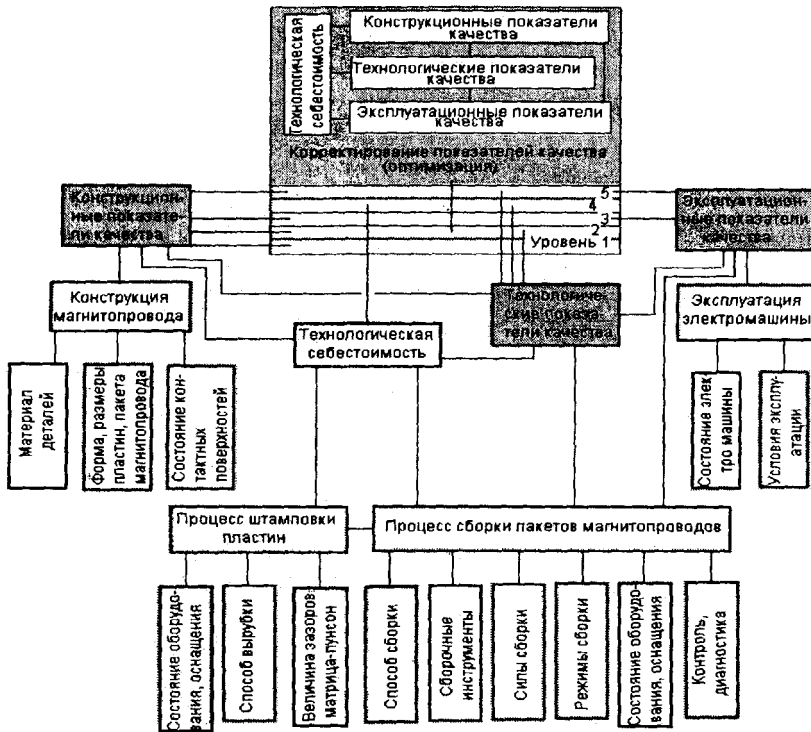 Технологическая
себестоимость
Конструкционные показатели
качества
Технологические показатели
качества
Эксплуатационные показатели
качества
Корректирование показателей качества
(оптимизация)
Конструкцион-
ные показате-
ли качества
5
4
3
2
Уровень 1
Эксплуатацион-
ные показатели
качества
Конструкция
магнитопровода
Технологическая
себестоимость
Технологиче-
ские показа-
тели качества
Эксплуатация
электромашины
Материал
деталей
Форма, размеры
пластин, пакета
магнитопровода
Состояние кон-
тактных
поверхностей
Состояние элек
тро машины
Условия эксплу-
атации
Процесс штамповки
пластин
Процесс сборки пакетов магнитопроводов
Состояние оборудо-
вания, оснащения
Способ вырубки
Величина зазоров
матрица-пунсон
Способ сборки
Сборочные
инструменты
Силы сборки
Режимы сборки
Состояние оборудо-
вания, оснащения
Контроль,
диагностика